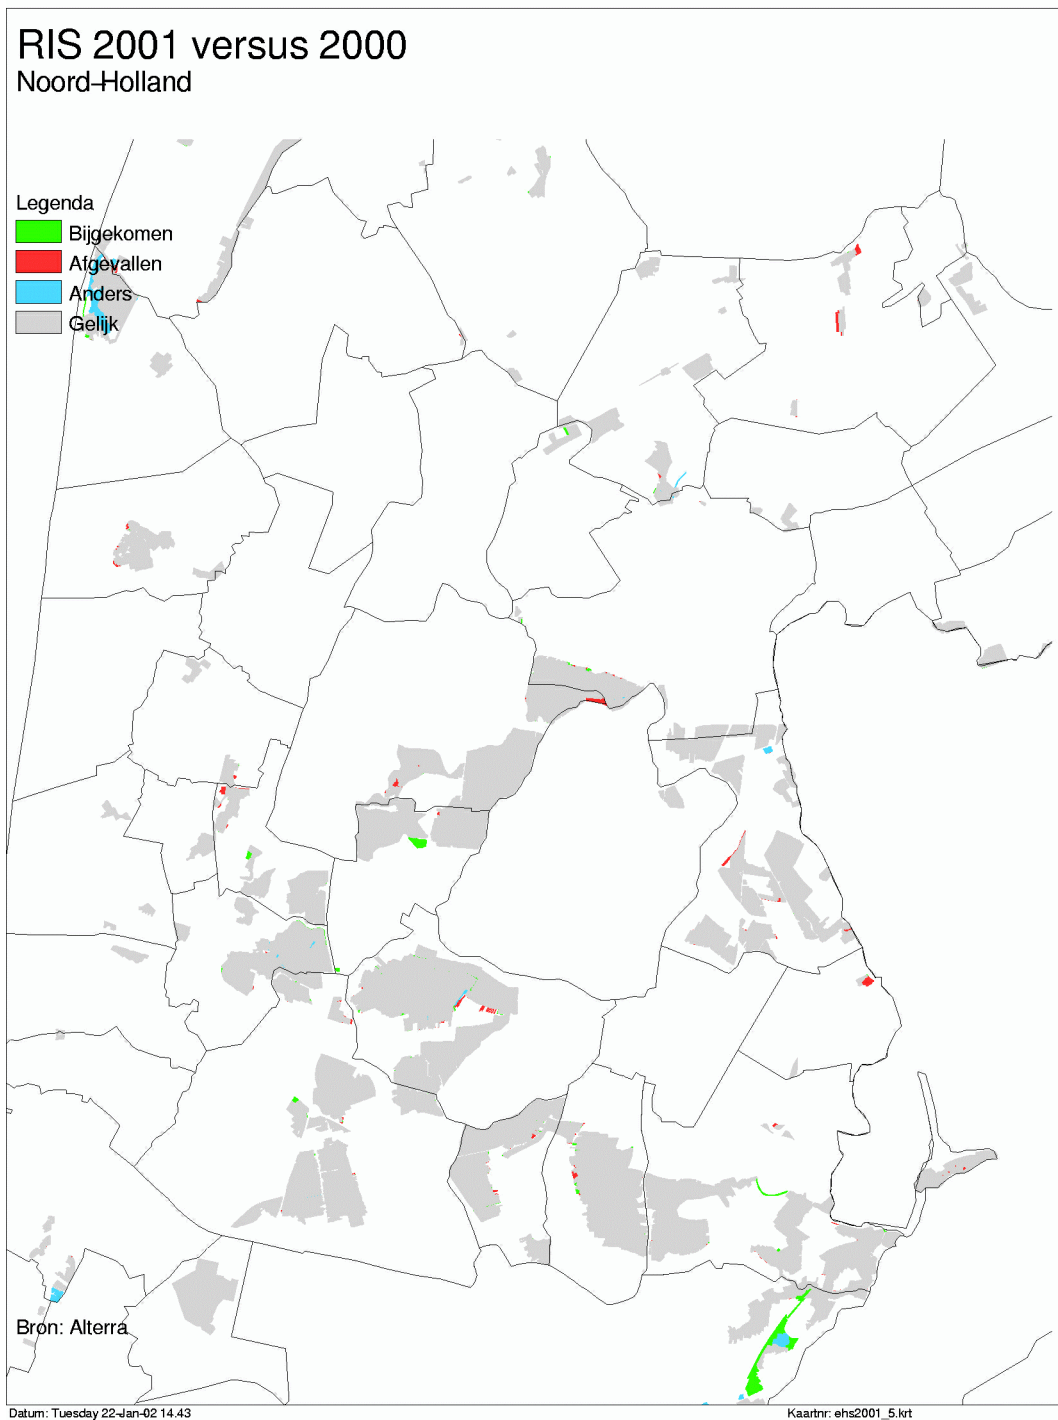 RIS 2001 versus 2000
Noord-Holland
Legenda
Bijgekomen
Afgevallen
Anders
Gelijk
Bron: Alterra
Datum: Tuesday 22-Jan-02 14.43
Kaartnr: ehs2001_5.krt